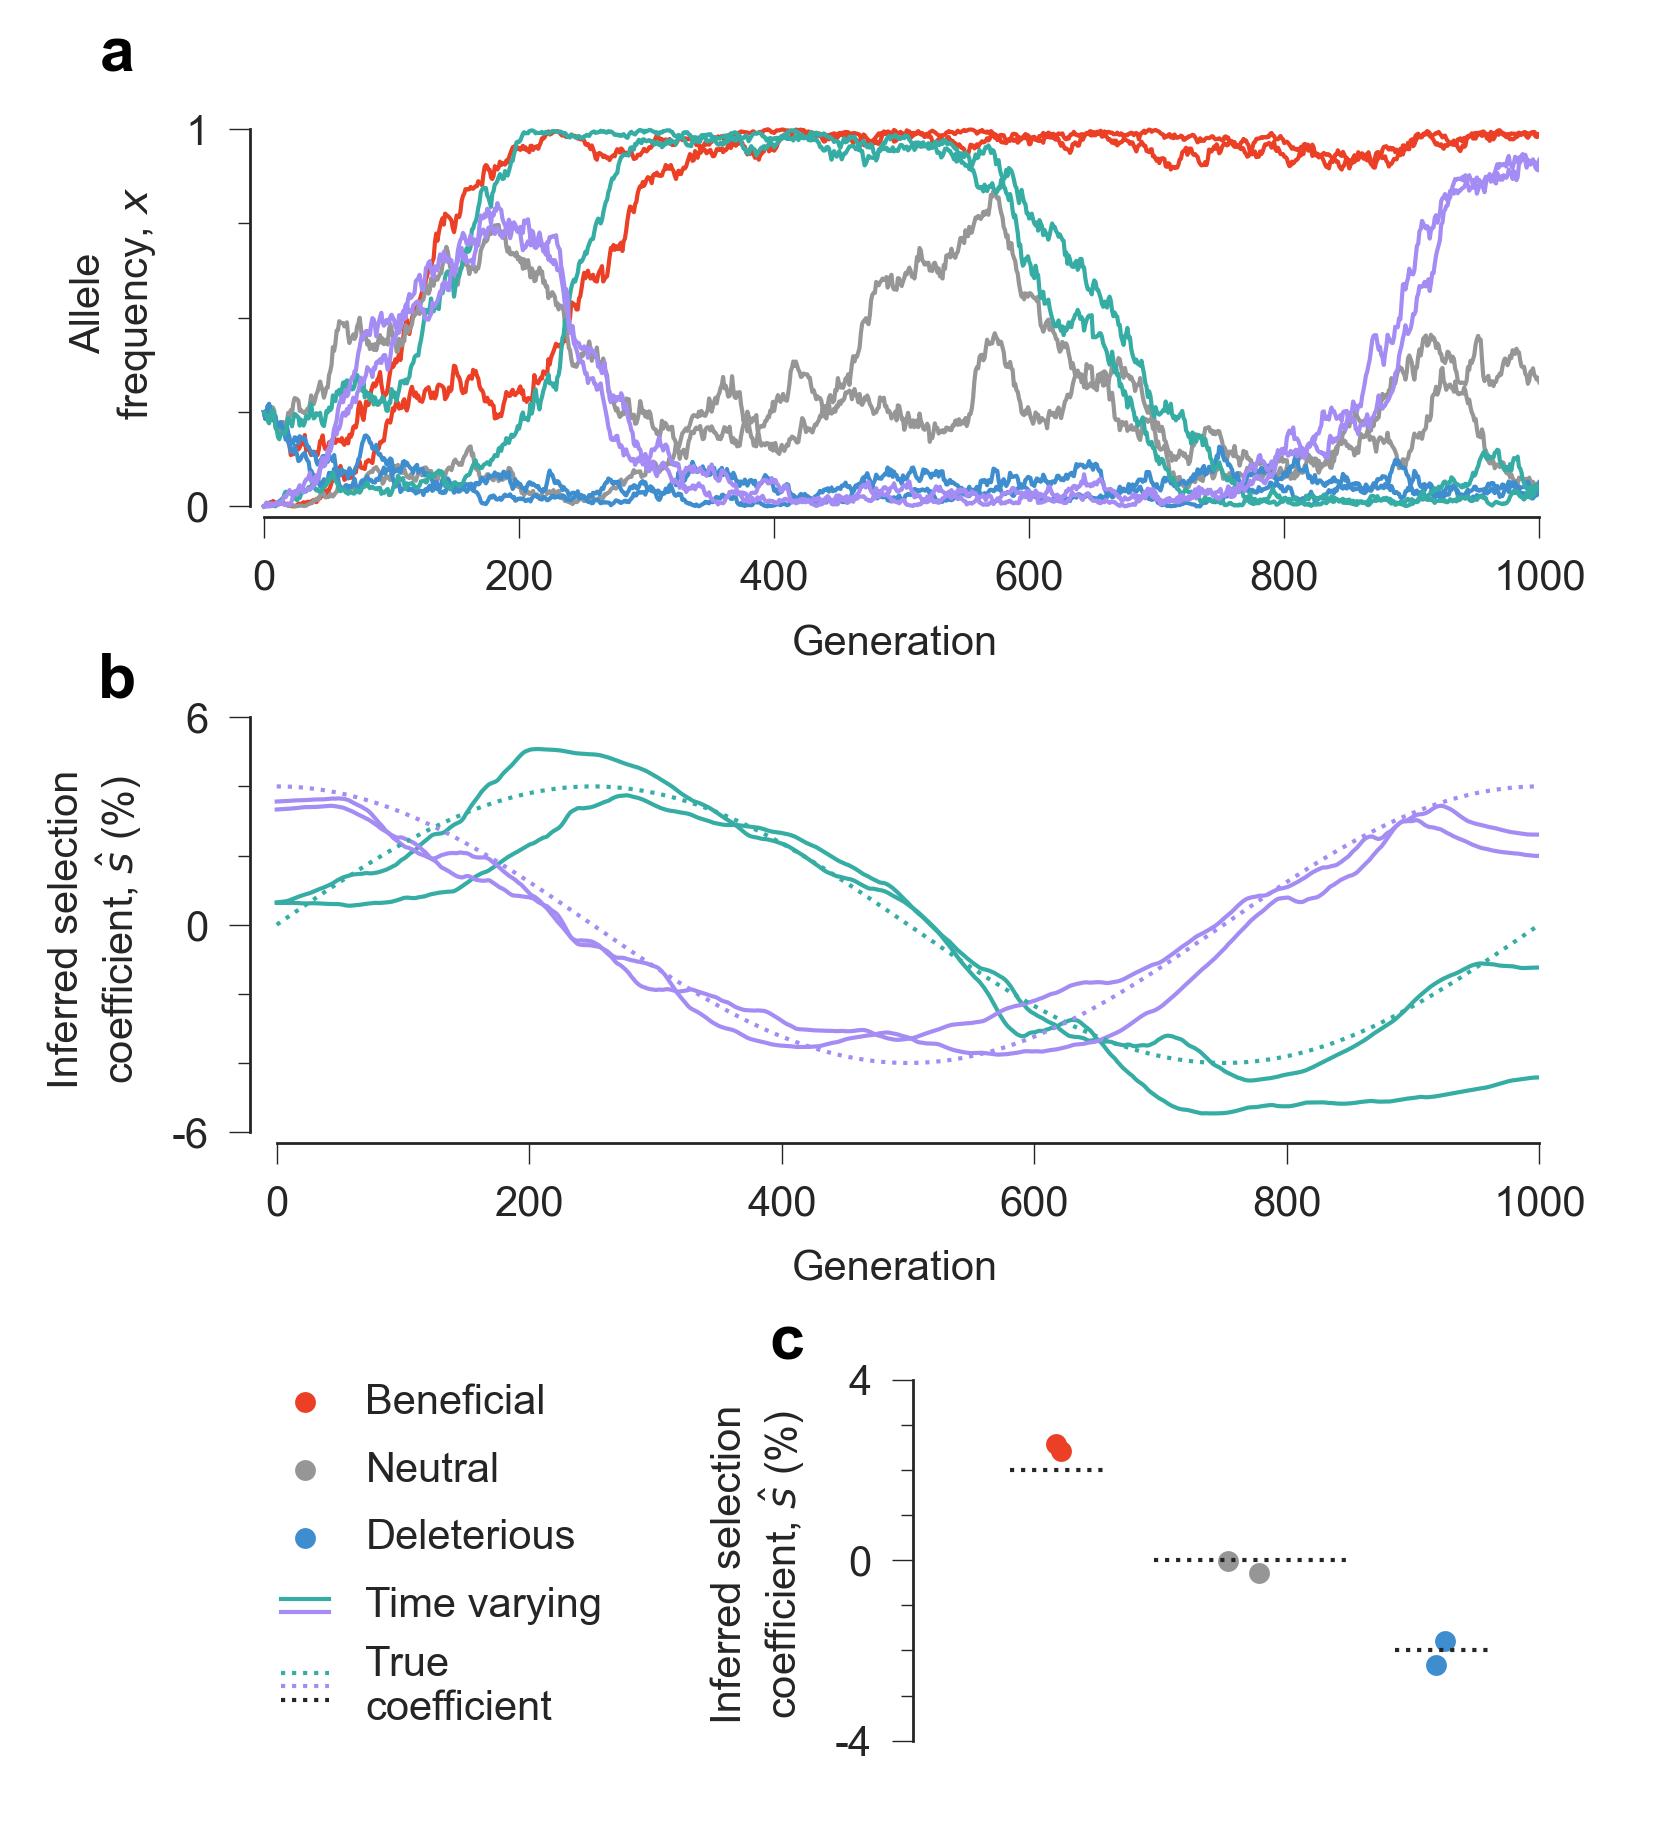 a
1
0
Allele
frequency, x
0 200 400 600 800 1000
Generation
b
6
0
-6
Inferred selection
coefficient, ŝ (%)
0 200 400 600 800 1000
Generation
Beneficial
Neutral
Deleterious
Time varying
True
coefficient
c
4
0
-4
Inferred selection
coefficient, ŝ (%)